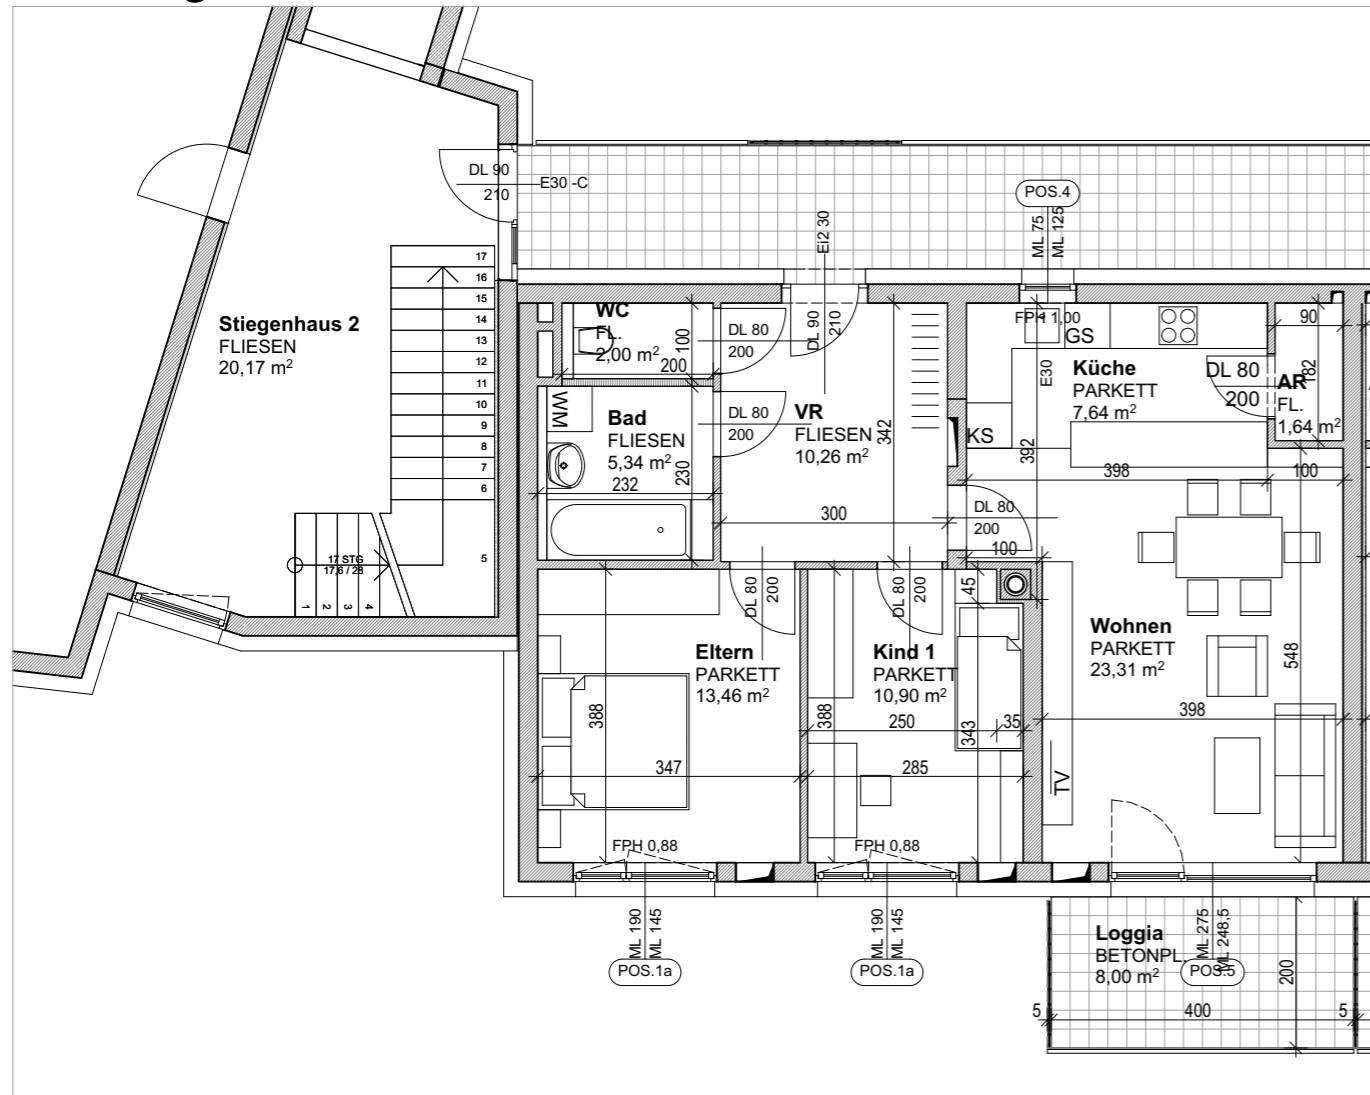 DL 90
210
E30 -C
POS.4
ML 75
ML 125
Ei2 30
Stiegenhaus 2
FLIESEN
20,17 m²
17
16
15
14
13
12
11
10
9
8
7
6
5
17 STG
17,6 / 28
1
2
3
4
WC
FL.
2,00 m²
100
200
DL 80
200
DL 90
210
WM
Bad
FLIESEN
5,34 m²
232
230
DL 80
200
VR
FLIESEN
10,26 m²
342
300
FPH 1,00
GS
E30
Küche
PARKETT
7,64 m²
KS
392
398
100
DL 80
200
90
182
AR
FL.
1,64 m²
DL 80
200
100
45
DL 80
200
DL 80
200
Eltern
PARKETT
13,46 m²
388
347
FPH 0,88
Kind 1
PARKETT
10,90 m²
388
250
343
35
285
FPH 0,88
Wohnen
PARKETT
23,31 m²
548
398
TV
ML 190
ML 145
POS.1a
ML 190
ML 145
POS.1a
Loggia
BETONPL.
8,00 m²
ML 275
ML 248,5
POS.5
200
5
400
5